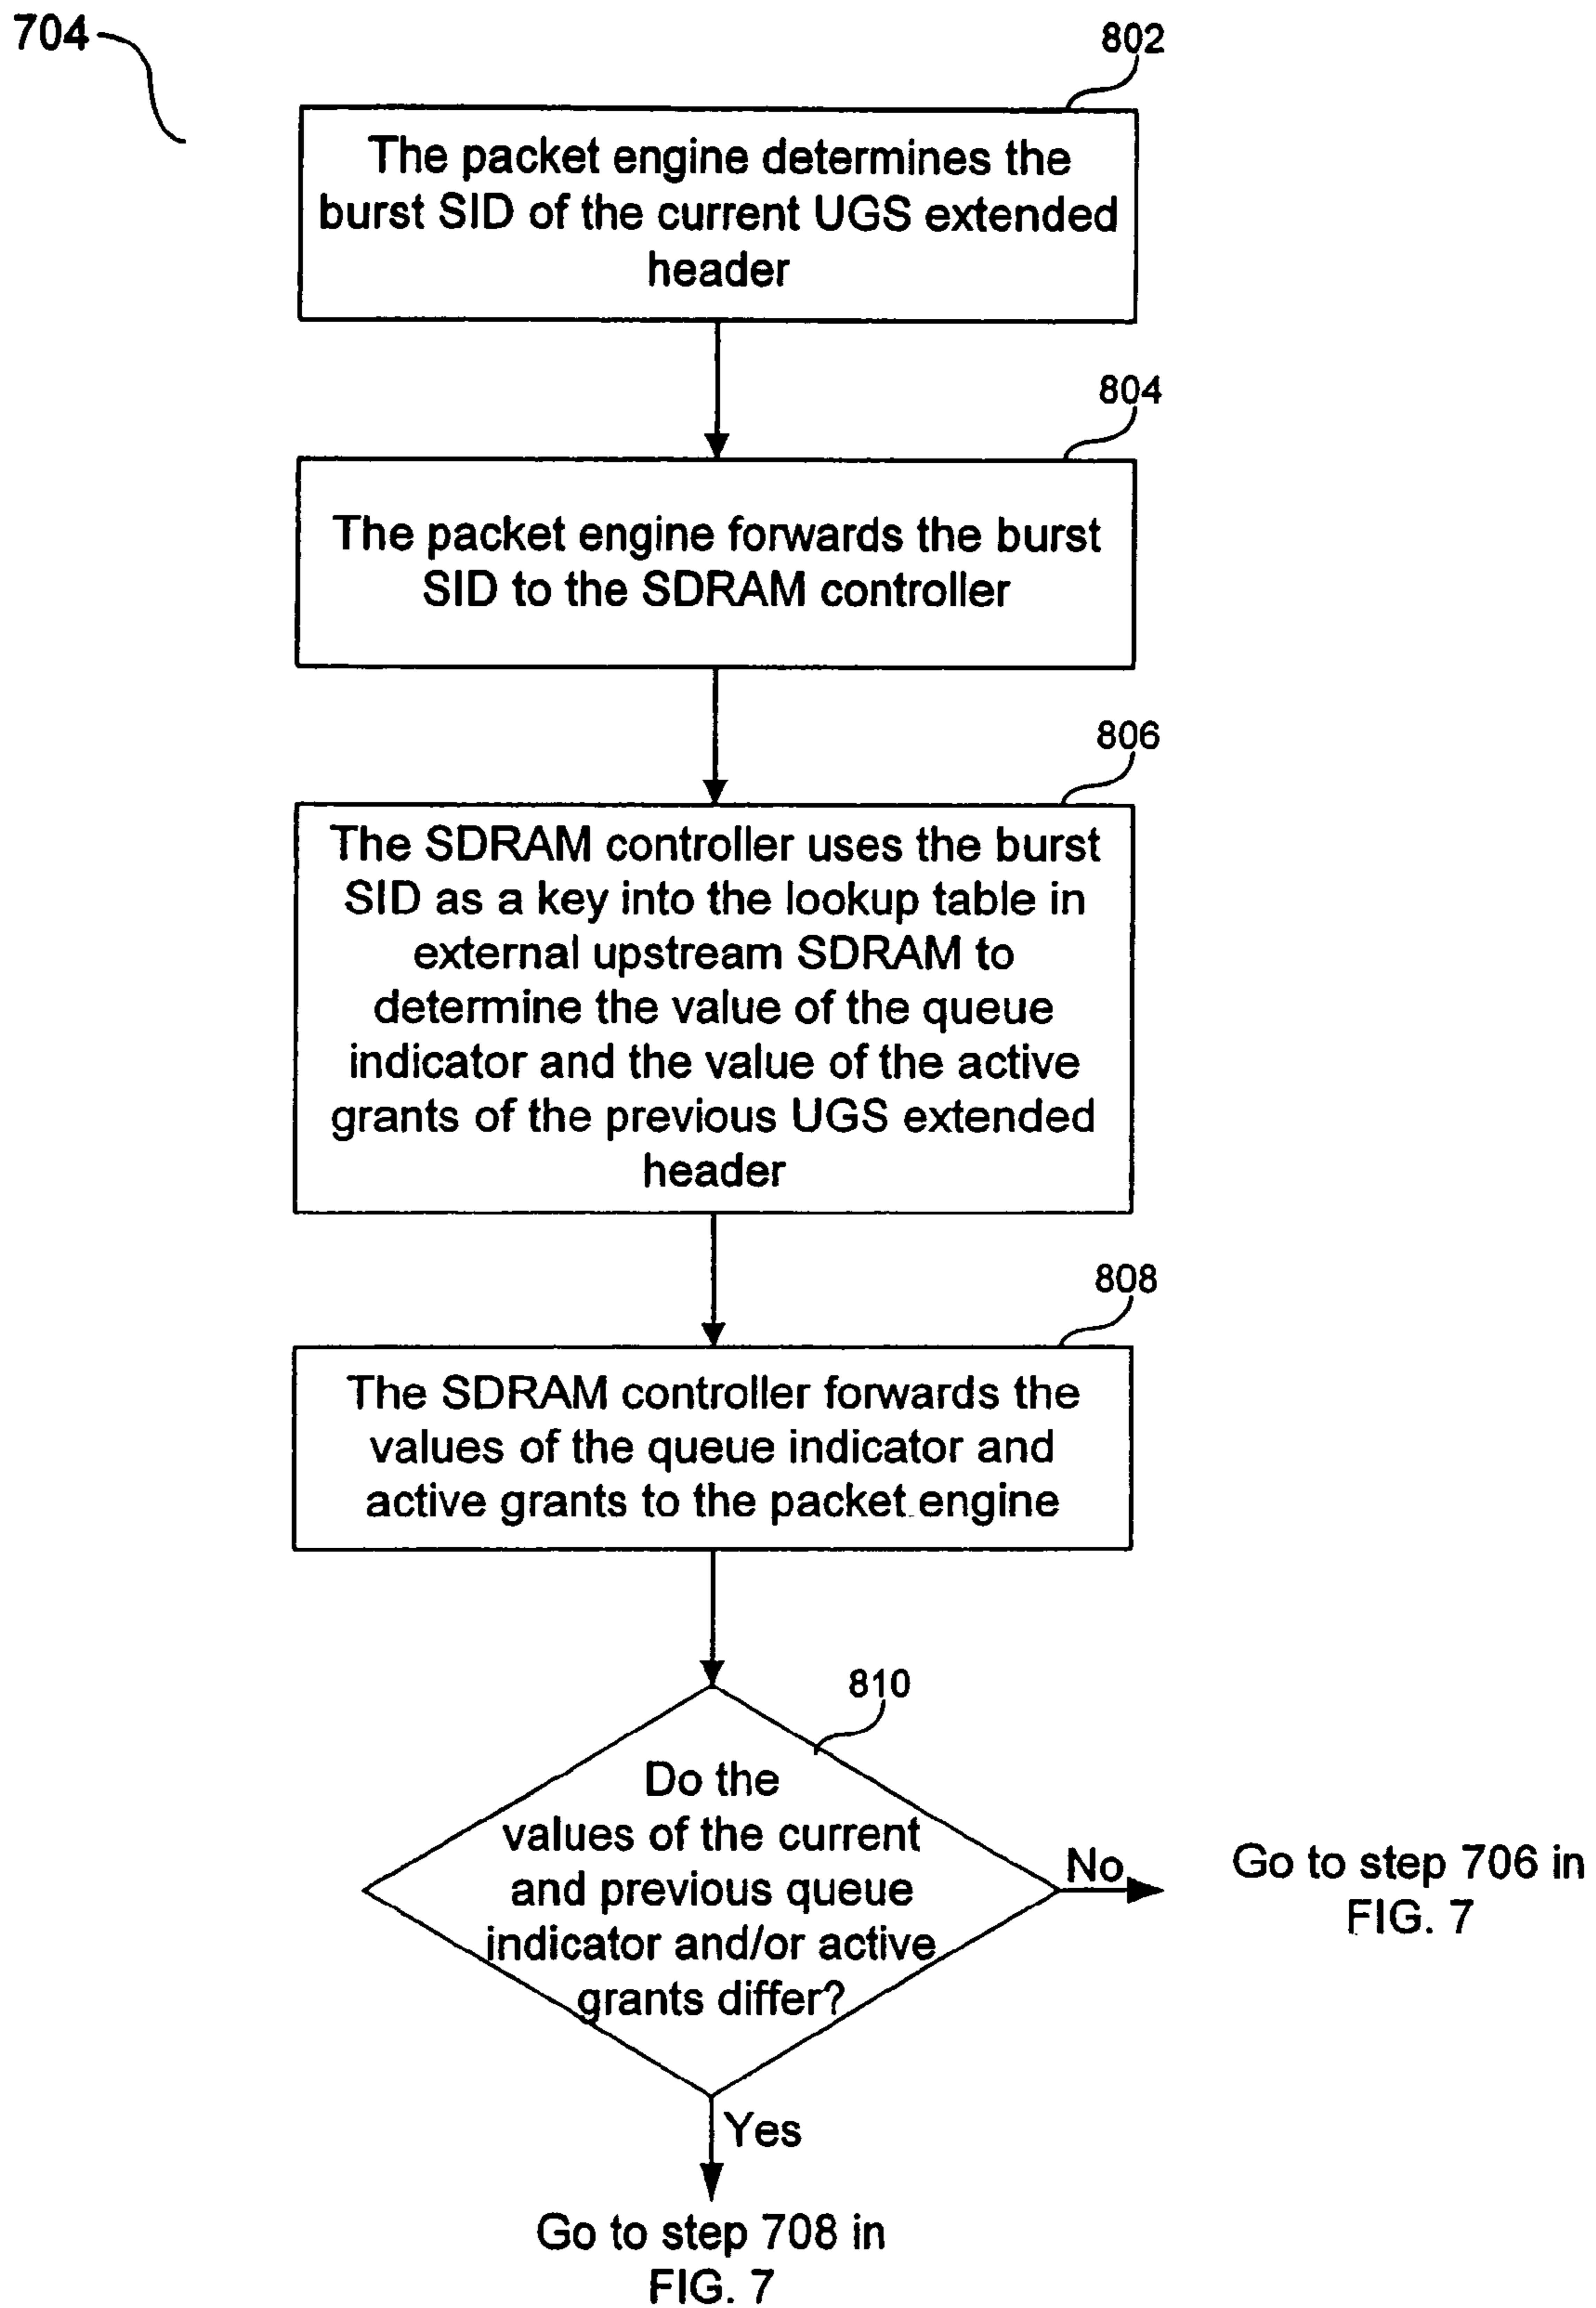 704
802
The packet engine determines the
burst SID of the current UGS extended
header
804
The packet engine forwards the burst
SID to the SDRAM controller
806
The SDRAM controller uses the burst
SID as a key into the lookup table in
external upstream SDRAM to
determine the value of the queue
indicator and the value of the active
grants of the previous UGS extended
header
808
The SDRAM controller forwards the
values of the queue indicator and
active grants to the packet engine
810
Do the
values of the current
and previous queue
indicator and/or active
grants differ?
No
Go to step 706 in
FIG. 7
Yes
Go to step 708 in
FIG. 7